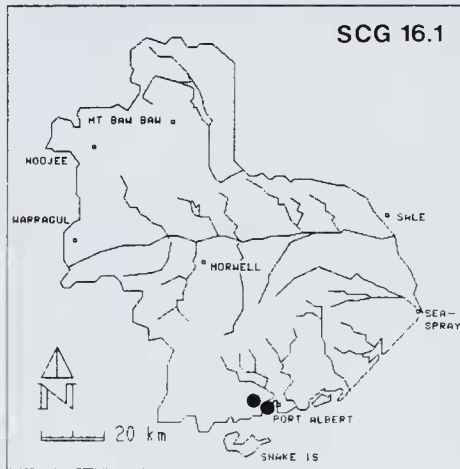 SCG 16.1
MT BAW BAW
NOOJEE
WARRAGUL
SALE
MORWELL
SEA-
SPRAY
N
PORT ALBERT
20 km
SNAKE IS